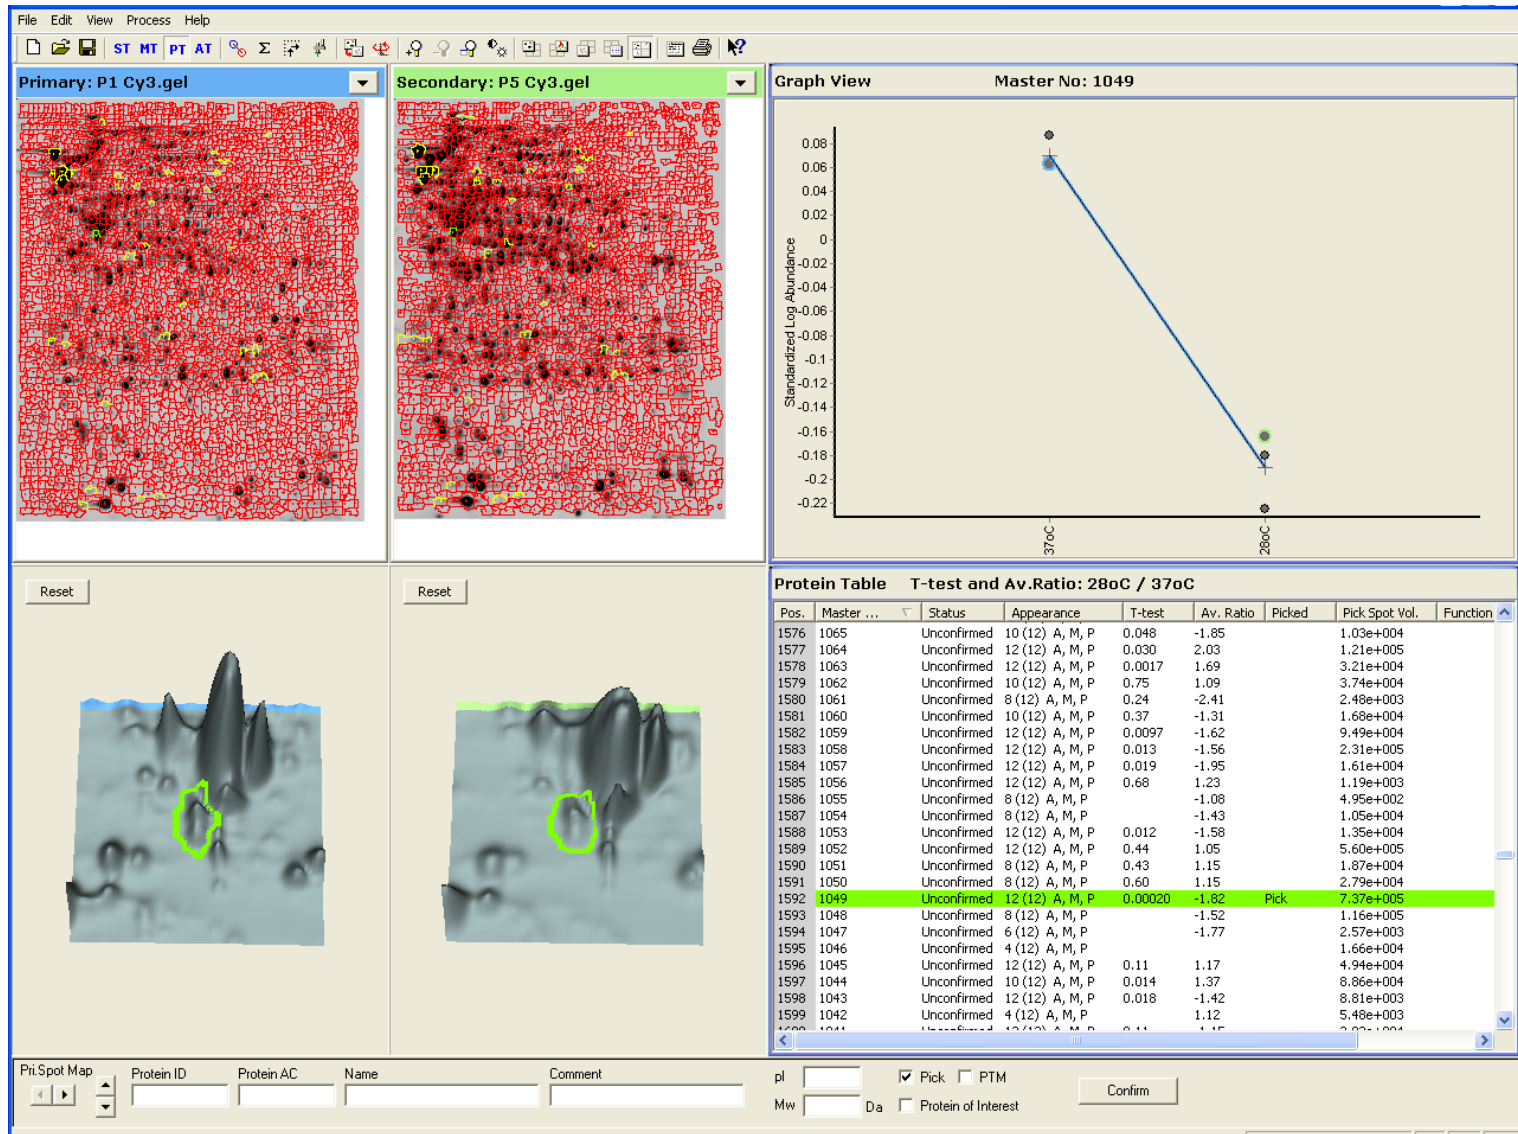 File Edit View Process Help
ST MT PT AT Σ
Primary: P1 Cy3.gel
Secondary: P5 Cy3.gel
Graph View Master No: 1049
0.08
0.06
0.04
0.02
0
-0.02
-0.04
-0.06
-0.08
-0.1
-0.12
-0.14
-0.16
-0.18
-0.2
-0.22
Standardized Log Abundance
37oC
28oC
Reset
Reset
Protein Table T-test and Av.Ratio: 28oC / 37oC
Pos. Master ... Status Appearance T-test Av. Ratio Picked Pick Spot Vol. Function
1576 1065 Unconfirmed 10 (12) A, M, P 0.048 -1.85 1.03e+004
1577 1064 Unconfirmed 12 (12) A, M, P 0.030 2.03 1.21e+005
1578 1063 Unconfirmed 12 (12) A, M, P 0.0017 1.69 3.21e+004
1579 1062 Unconfirmed 10 (12) A, M, P 0.75 1.09 3.74e+004
1580 1061 Unconfirmed 8 (12) A, M, P 0.24 -2.41 2.48e+003
1581 1060 Unconfirmed 10 (12) A, M, P 0.37 -1.31 1.68e+004
1582 1059 Unconfirmed 12 (12) A, M, P 0.0097 -1.62 9.49e+004
1583 1058 Unconfirmed 12 (12) A, M, P 0.013 -1.56 2.31e+005
1584 1057 Unconfirmed 12 (12) A, M, P 0.019 -1.95 1.61e+004
1585 1056 Unconfirmed 12 (12) A, M, P 0.68 1.23 1.19e+003
1586 1055 Unconfirmed 8 (12) A, M, P -1.08 4.95e+002
1587 1054 Unconfirmed 8 (12) A, M, P -1.43 1.05e+004
1588 1053 Unconfirmed 12 (12) A, M, P 0.012 -1.58 1.35e+004
1589 1052 Unconfirmed 12 (12) A, M, P 0.44 1.05 5.60e+005
1590 1051 Unconfirmed 8 (12) A, M, P 0.43 1.15 1.87e+004
1591 1050 Unconfirmed 8 (12) A, M, P 0.60 1.15 2.79e+004
1592 1049 Unconfirmed 12 (12) A, M, P 0.00020 -1.82 Pick 7.37e+005
1593 1048 Unconfirmed 8 (12) A, M, P -1.52 1.16e+005
1594 1047 Unconfirmed 6 (12) A, M, P -1.77 2.57e+003
1595 1046 Unconfirmed 4 (12) A, M, P 1.66e+004
1596 1045 Unconfirmed 12 (12) A, M, P 0.11 1.17 4.94e+004
1597 1044 Unconfirmed 10 (12) A, M, P 0.014 1.37 8.86e+004
1598 1043 Unconfirmed 12 (12) A, M, P 0.018 -1.42 8.81e+003
1599 1042 Unconfirmed 4 (12) A, M, P 1.12 5.48e+003
Pri.Spot Map Protein ID Protein AC Name Comment
pI Pick PTM
Confirm
Mw Da Protein of Interest